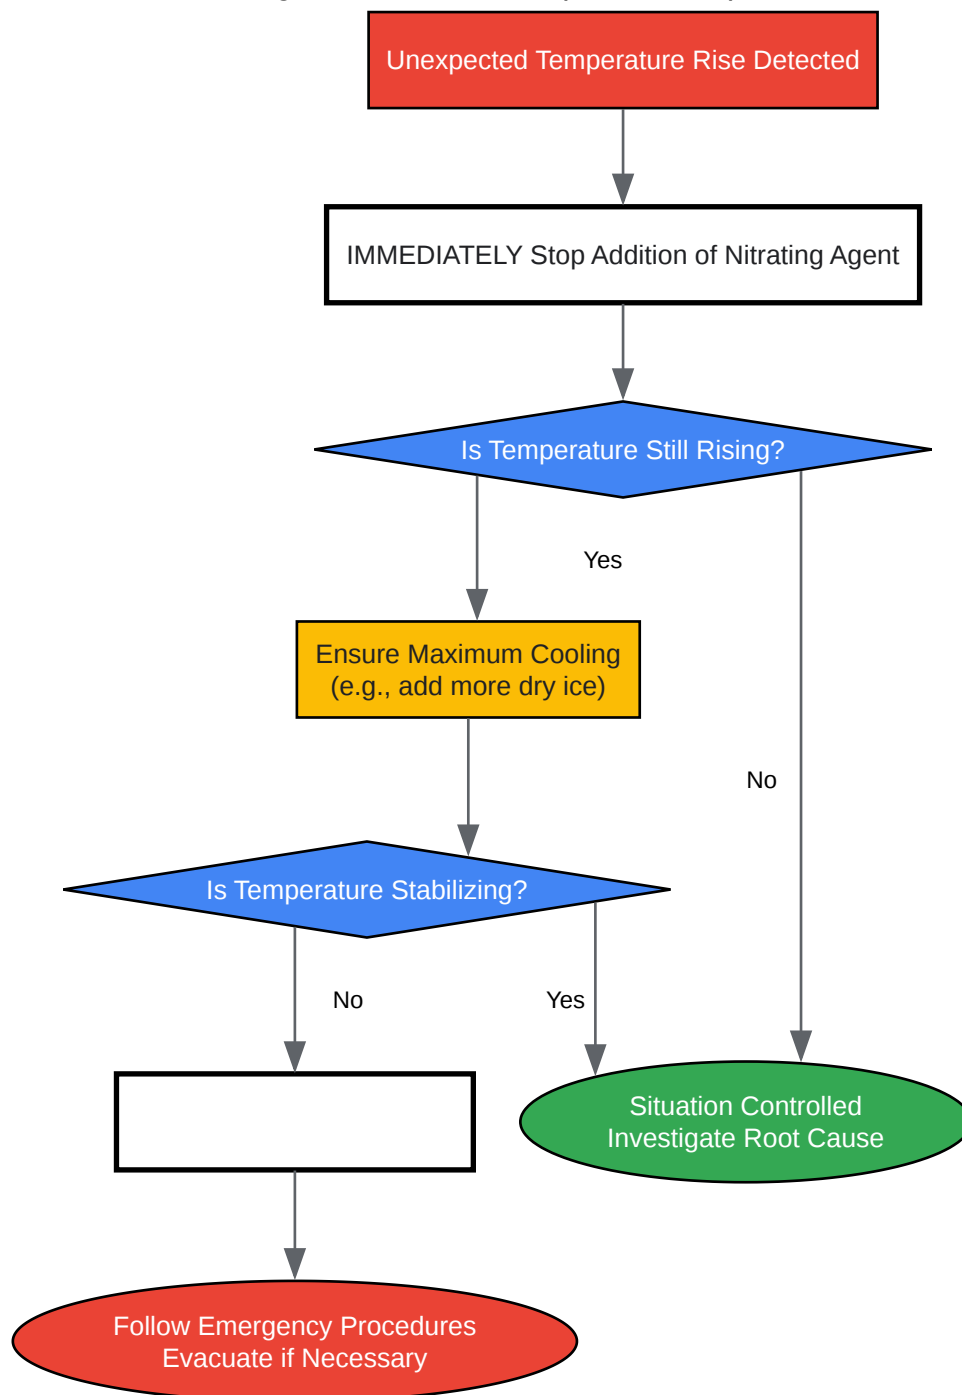 Unexpected Temperature Rise Detected
IMMEDIATELY Stop Addition of Nitrating Agent
Is Temperature Still Rising?
Yes
Ensure Maximum Cooling
(e.g., add more dry ice)
No
Is Temperature Stabilizing?
No
Yes
Situation Controlled
Investigate Root Cause
Follow Emergency Procedures
Evacuate if Necessary